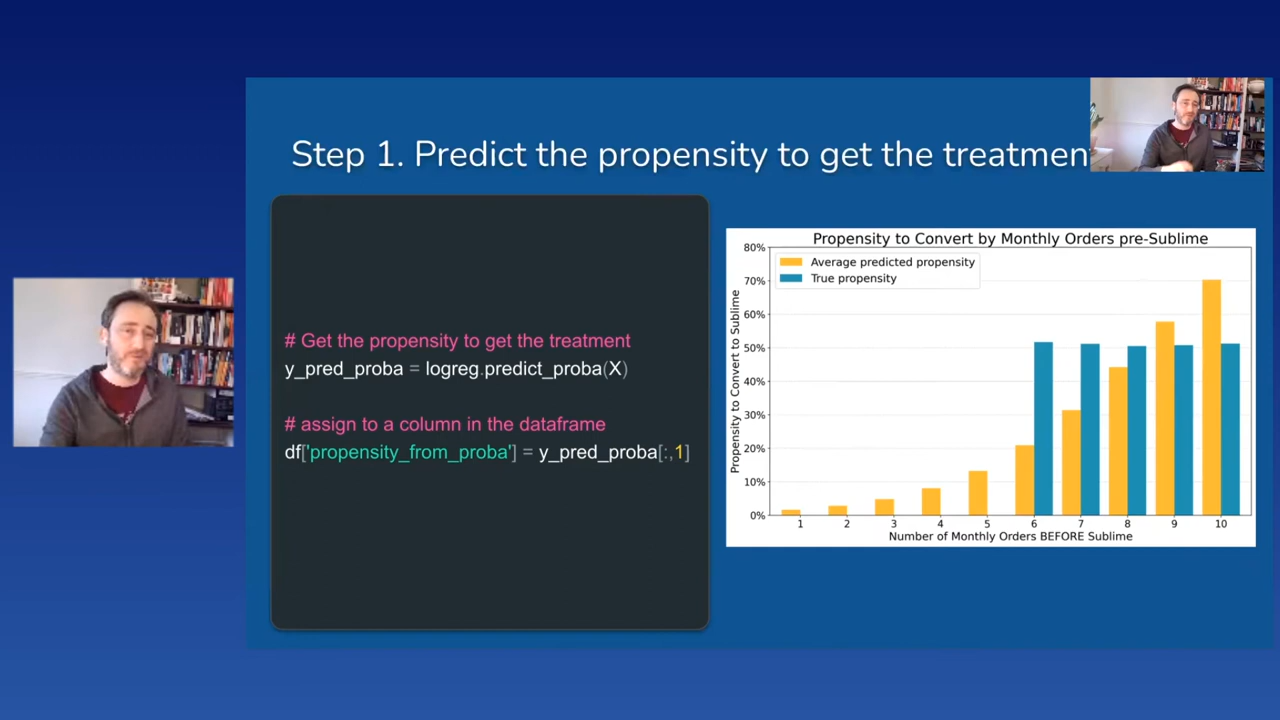 Step 1. Predict the propensity to get the treatment
# Get the propensity to get the treatment
y_pred_proba = logreg.predict_proba(X)
# assign to a column in the dataframe
df['propensity_from_proba'] = y_pred_proba[:,1]
Propensity to Convert by Monthly Orders pre-Sublime
Average predicted propensity
True propensity
Propensity to Convert to Sublime
80%
70%
60%
50%
40%
30%
20%
10%
0%
1 2 3 4 5 6 7 8 9 10
Number of Monthly Orders BEFORE Sublime